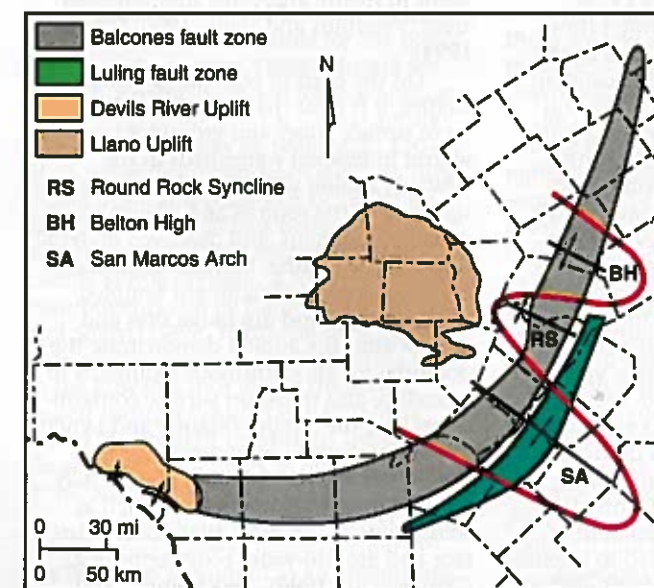 Balcones fault zone
Luling fault zone
Devils River Uplift
Llano Uplift
RS Round Rock Syncline
BH Belton High
SA San Marcos Arch
N
BH
RS
SA
0 30 mi
0 50 km